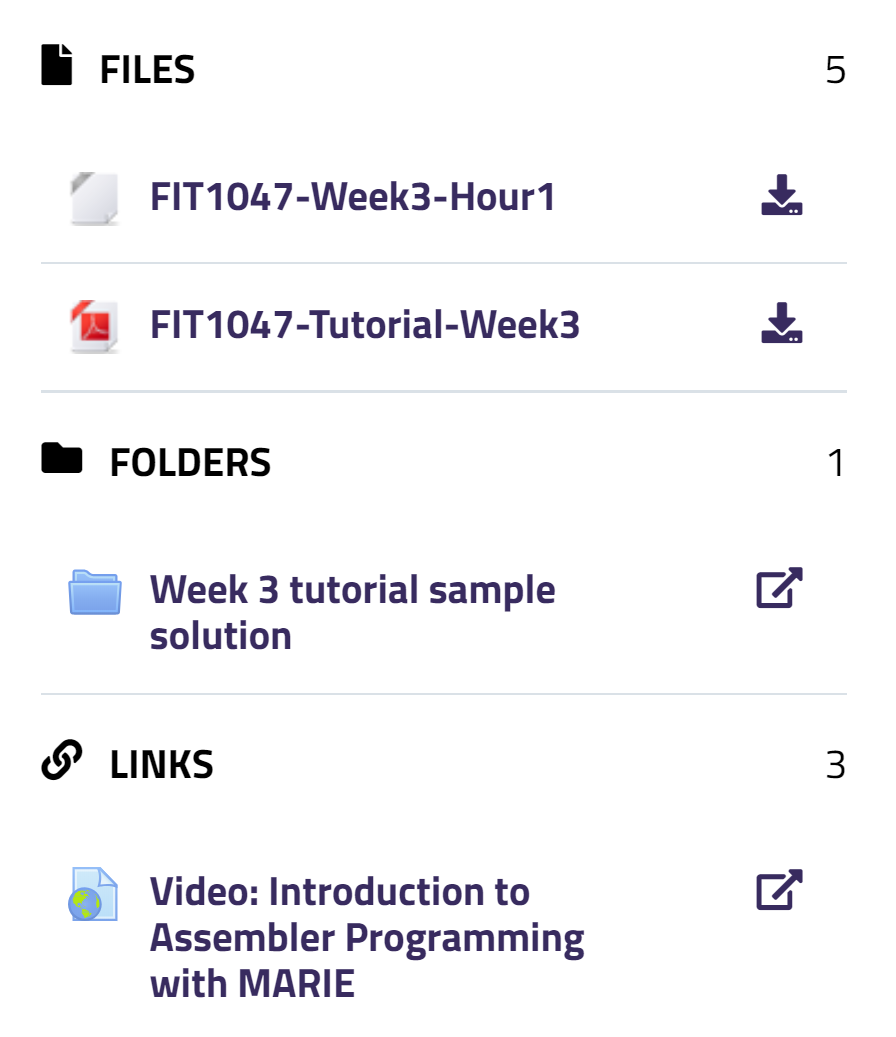 FILES 5
FIT1047-Week3-Hour1
FIT1047-Tutorial-Week3
FOLDERS 1
Week 3 tutorial sample
solution
LINKS 3
Video: Introduction to
Assembler Programming
with MARIE